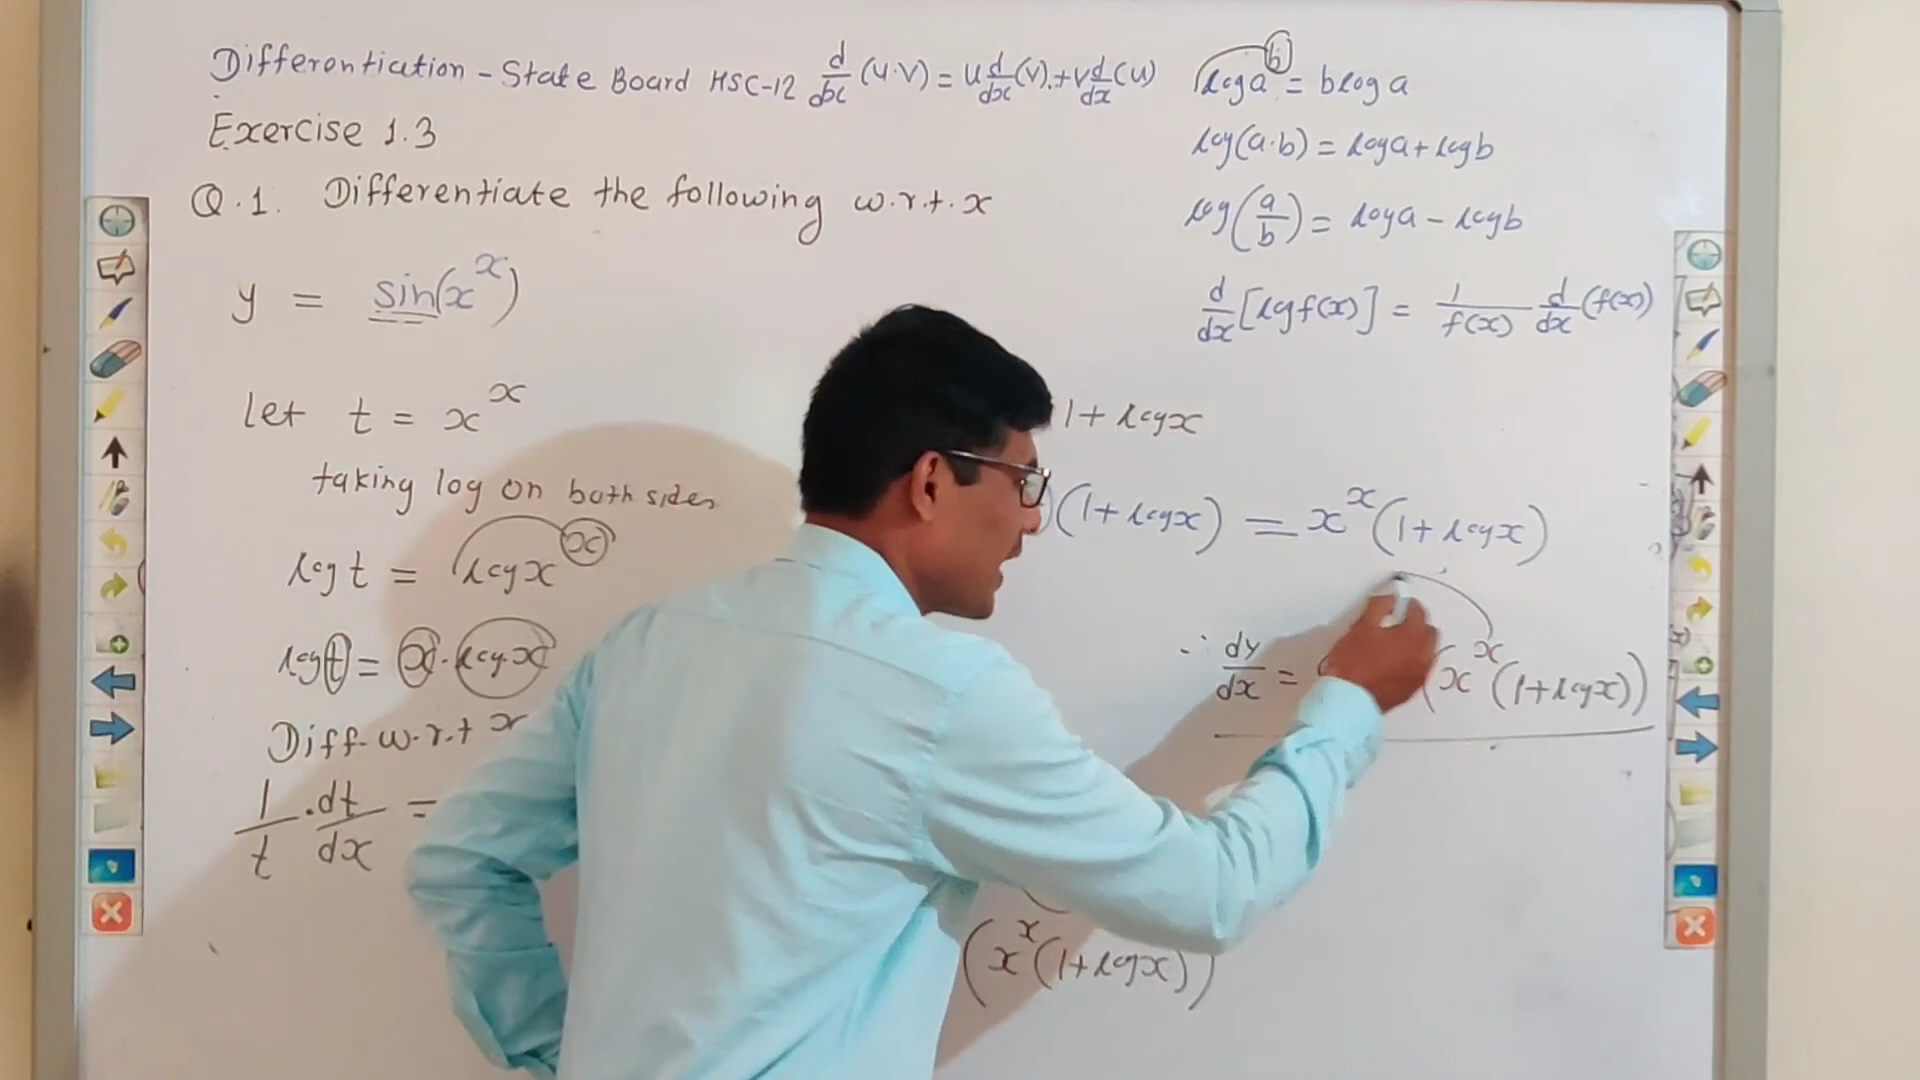 Differentiation - State Board HSC-12 d/dx (u·v) = u d/dx (v) + v d/dx (u)
Exercise 1.3
Q.1. Differentiate the following w.r.t. x
y = sin(x^x)
let t = x^x
taking log on both sides
log t = log x^x
log t = x · log x
Diff. w.r.t x
1/t · dt/dx =
log a^b = b log a
log(a·b) = log a + log b
log(a/b) = log a - log b
d/dx [log f(x)] = 1/f(x) d/dx (f(x))
1 + log x
(1 + log x) = x^x (1 + log x)
∴ dy/dx = (x^x (1 + log x))
(x^x (1 + log x))